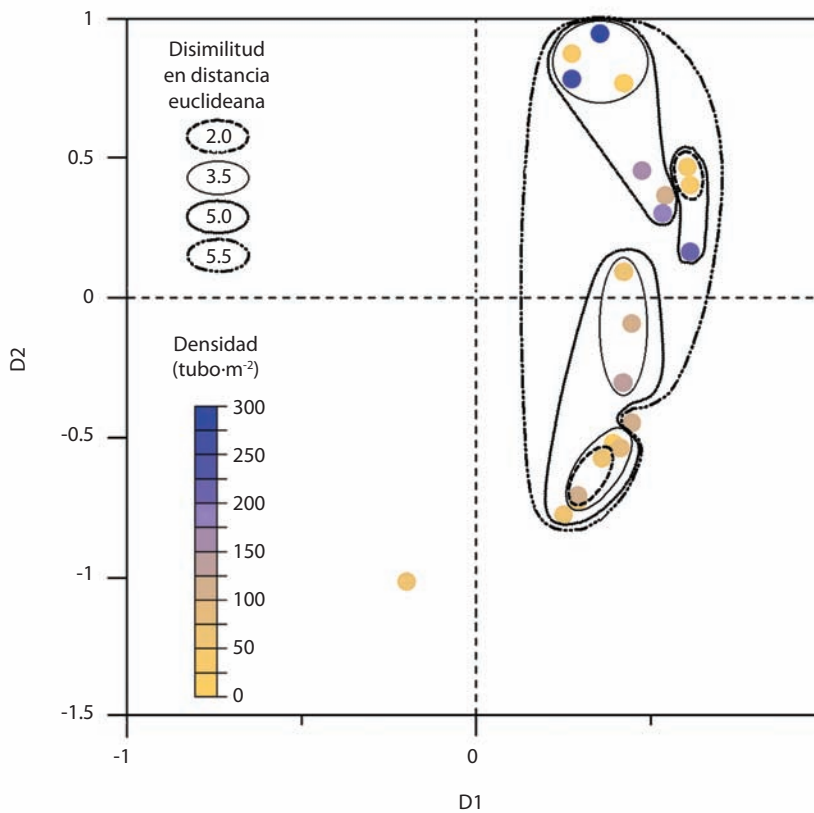 Disimilitud
en distancia
euclideana
2.0
3.5
5.0
5.5
Densidad
(tubo·m⁻²)
300
250
200
150
100
50
0
D2
1
0.5
0
-0.5
-1
-1.5
-1
0
D1